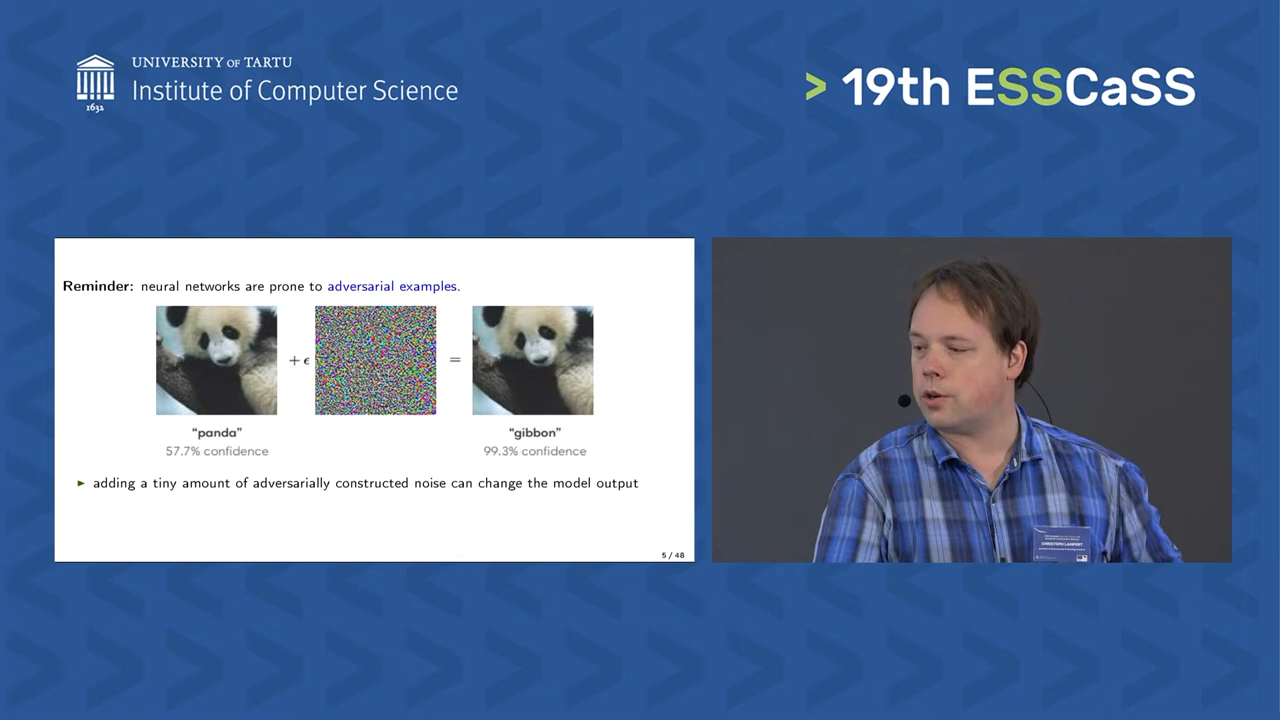 UNIVERSITY OF TARTU
Institute of Computer Science
1632
> 19th ESSCaSS
Reminder: neural networks are prone to adversarial examples.
+ ϵ
=
"panda"
"gibbon"
57.7% confidence
99.3% confidence
► adding a tiny amount of adversarially constructed noise can change the model output
5 / 48
CHRISTOPH LAMPERT